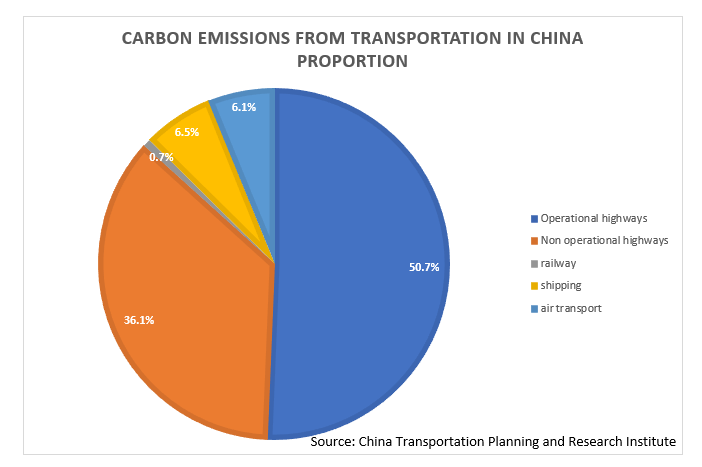 CARBON EMISSIONS FROM TRANSPORTATION IN CHINA
PROPORTION
6.1%
6.5%
0.7%
50.7%
36.1%
Operational highways
Non operational highways
railway
shipping
air transport
Source: China Transportation Planning and Research Institute